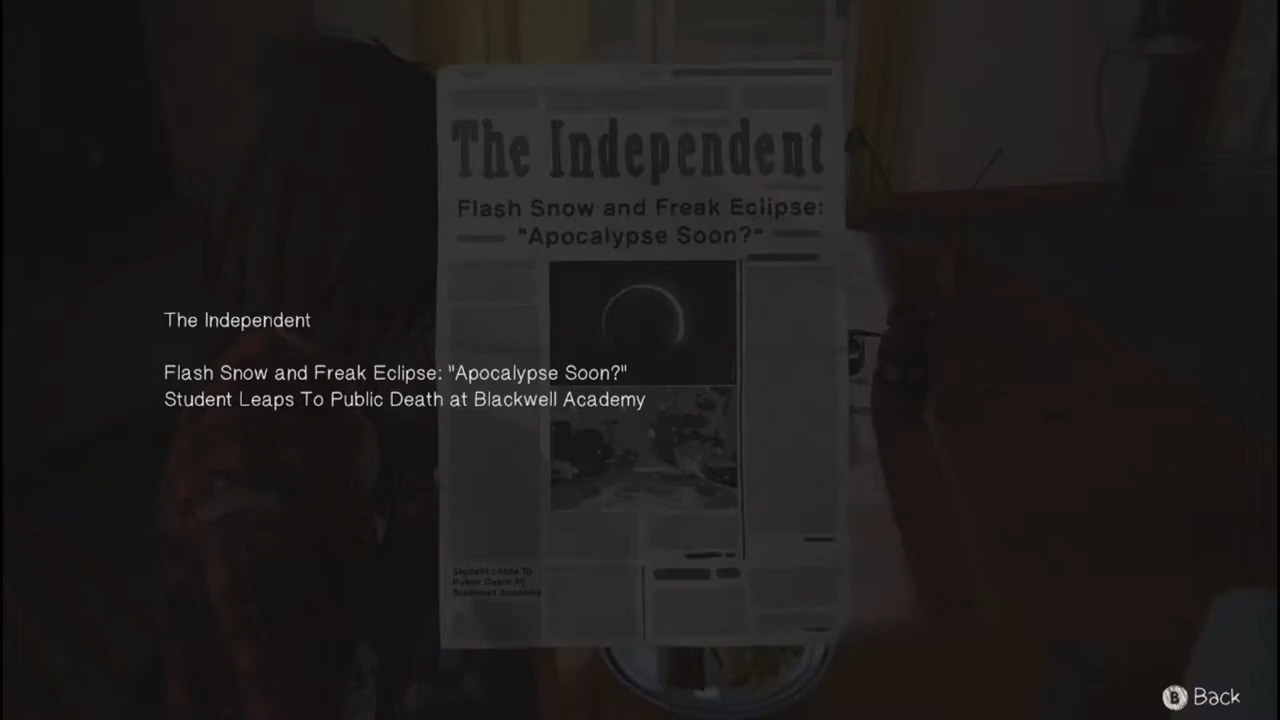 The Independent
Flash Snow and Freak Eclipse:
"Apocalypse Soon?"
The Independent
Flash Snow and Freak Eclipse: "Apocalypse Soon?"
Student Leaps To Public Death at Blackwell Academy
Student Leaps To
Public Death at
Blackwell Academy
B Back